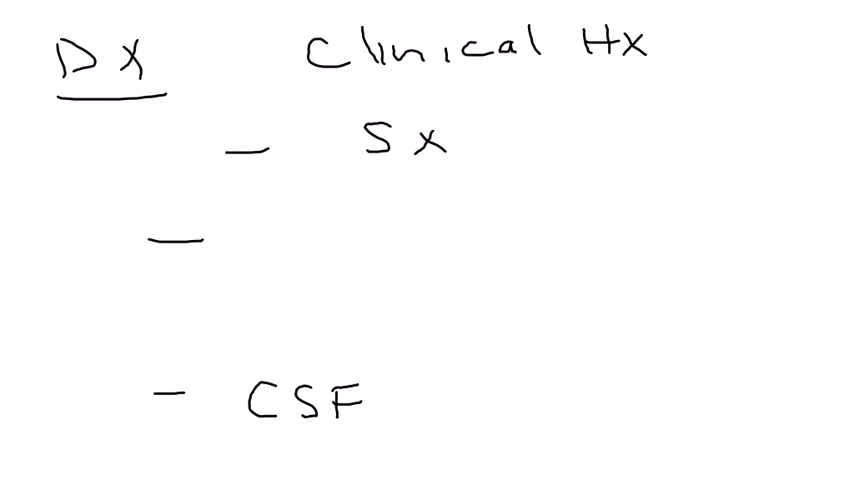 DX Clinical Hx
- Sx
-
- CSF